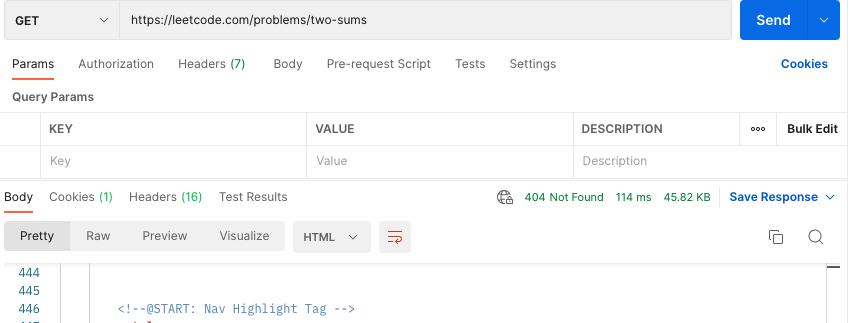 GET https://leetcode.com/problems/two-sums Send
Params Authorization Headers (7) Body Pre-request Script Tests Settings Cookies
Query Params
KEY VALUE DESCRIPTION ooo Bulk Edit
Key Value Description
Body Cookies (1) Headers (16) Test Results 404 Not Found 114 ms 45.82 KB Save Response
Pretty Raw Preview Visualize HTML
444
445
446 <!--@START: Nav Highlight Tag -->